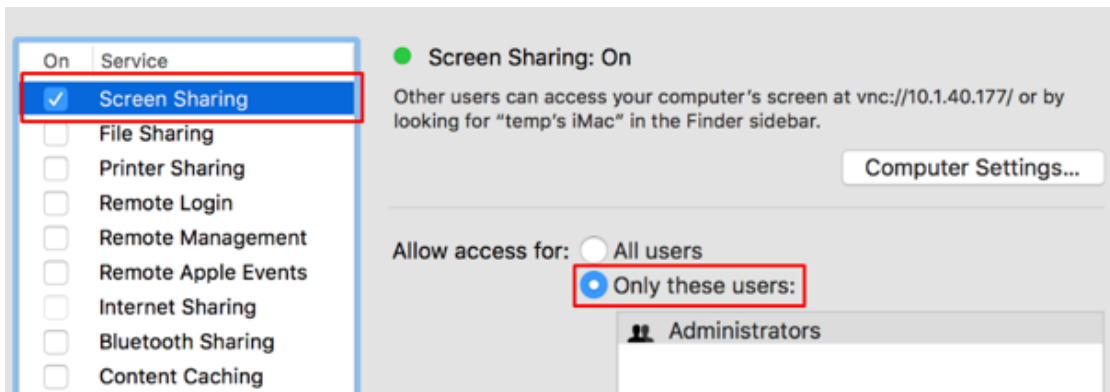 On Service
Screen Sharing
File Sharing
Printer Sharing
Remote Login
Remote Management
Remote Apple Events
Internet Sharing
Bluetooth Sharing
Content Caching
Screen Sharing: On
Other users can access your computer's screen at vnc://10.1.40.177/ or by
looking for "temp's iMac" in the Finder sidebar.
Computer Settings...
Allow access for: All users
Only these users:
Administrators